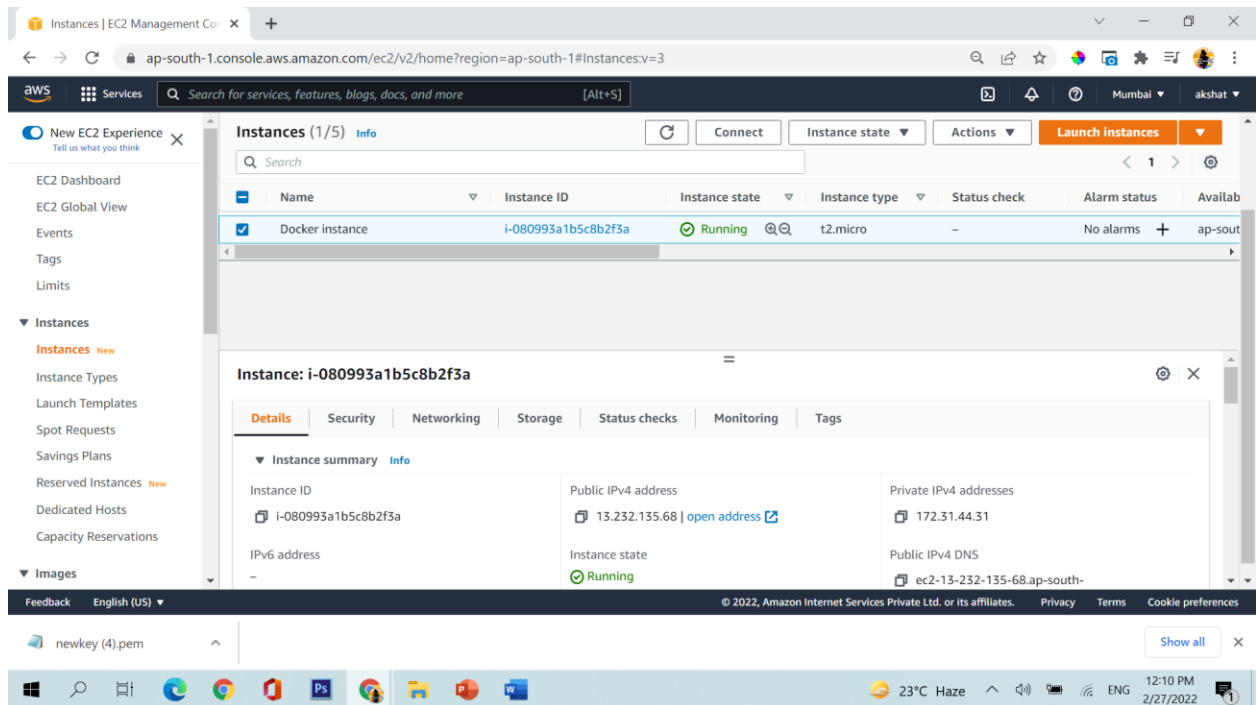 Instances | EC2 Management Con
ap-south-1.console.aws.amazon.com/ec2/v2/home?region=ap-south-1#Instances:v=3
aws Services Search for services, features, blogs, docs, and more [Alt+S] Mumbai akshat
New EC2 Experience
Tell us what you think
EC2 Dashboard
EC2 Global View
Events
Tags
Limits
Instances
Instances New
Instance Types
Launch Templates
Spot Requests
Savings Plans
Reserved Instances New
Dedicated Hosts
Capacity Reservations
Images
Instances (1/5) Info Connect Instance state Actions Launch instances
Search 1
Name Instance ID Instance state Instance type Status check Alarm status Availab
Docker instance i-080993a1b5c8b2f3a Running t2.micro – No alarms + ap-sout
Instance: i-080993a1b5c8b2f3a
Details Security Networking Storage Status checks Monitoring Tags
Instance summary Info
Instance ID Public IPv4 address Private IPv4 addresses
i-080993a1b5c8b2f3a 13.232.135.68 | open address 172.31.44.31
IPv6 address Instance state Public IPv4 DNS
– Running ec2-13-232-135-68.ap-south-
Feedback English (US) © 2022, Amazon Internet Services Private Ltd. or its affiliates. Privacy Terms Cookie preferences
newkey (4).pem Show all
Ps 23°C Haze ENG 12:10 PM
2/27/2022 1